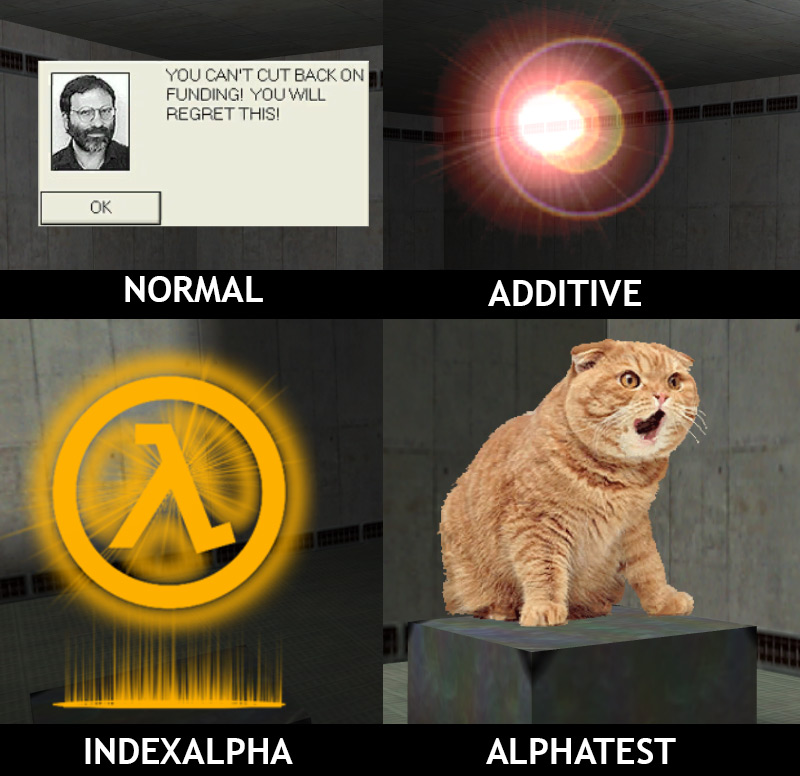 YOU CAN'T CUT BACK ON
FUNDING! YOU WILL
REGRET THIS!
OK
NORMAL
ADDITIVE
INDEXALPHA
ALPHATEST